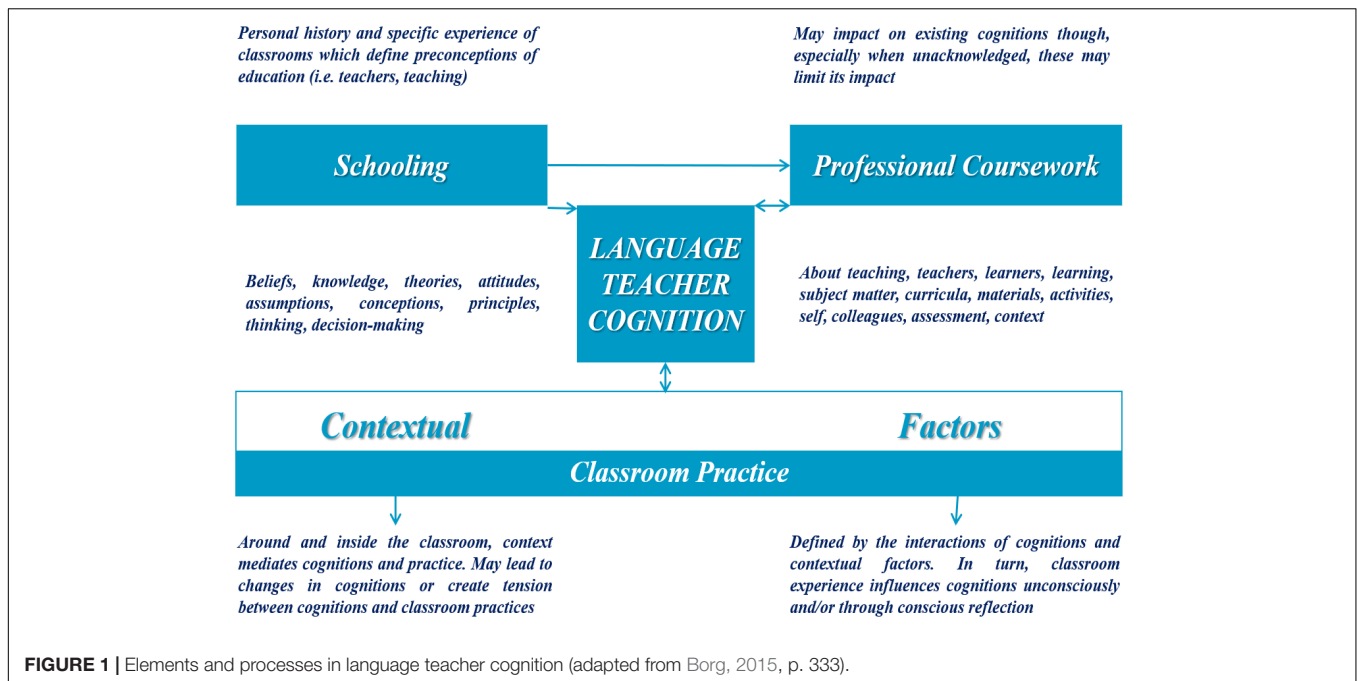 Personal history and specific experience of
classrooms which define preconceptions of
education (i.e. teachers, teaching)
May impact on existing cognitions though,
especially when unacknowledged, these may
limit its impact
Schooling
Professional Coursework
LANGUAGE
TEACHER
COGNITION
Beliefs, knowledge, theories, attitudes,
assumptions, conceptions, principles,
thinking, decision-making
About teaching, teachers, learners, learning,
subject matter, curricula, materials, activities,
self, colleagues, assessment, context
Contextual Factors
Classroom Practice
Around and inside the classroom, context
mediates cognitions and practice. May lead to
changes in cognitions or create tension
between cognitions and classroom practices
Defined by the interactions of cognitions and
contextual factors. In turn, classroom
experience influences cognitions unconsciously
and/or through conscious reflection
FIGURE 1 | Elements and processes in language teacher cognition (adapted from Borg, 2015, p. 333).